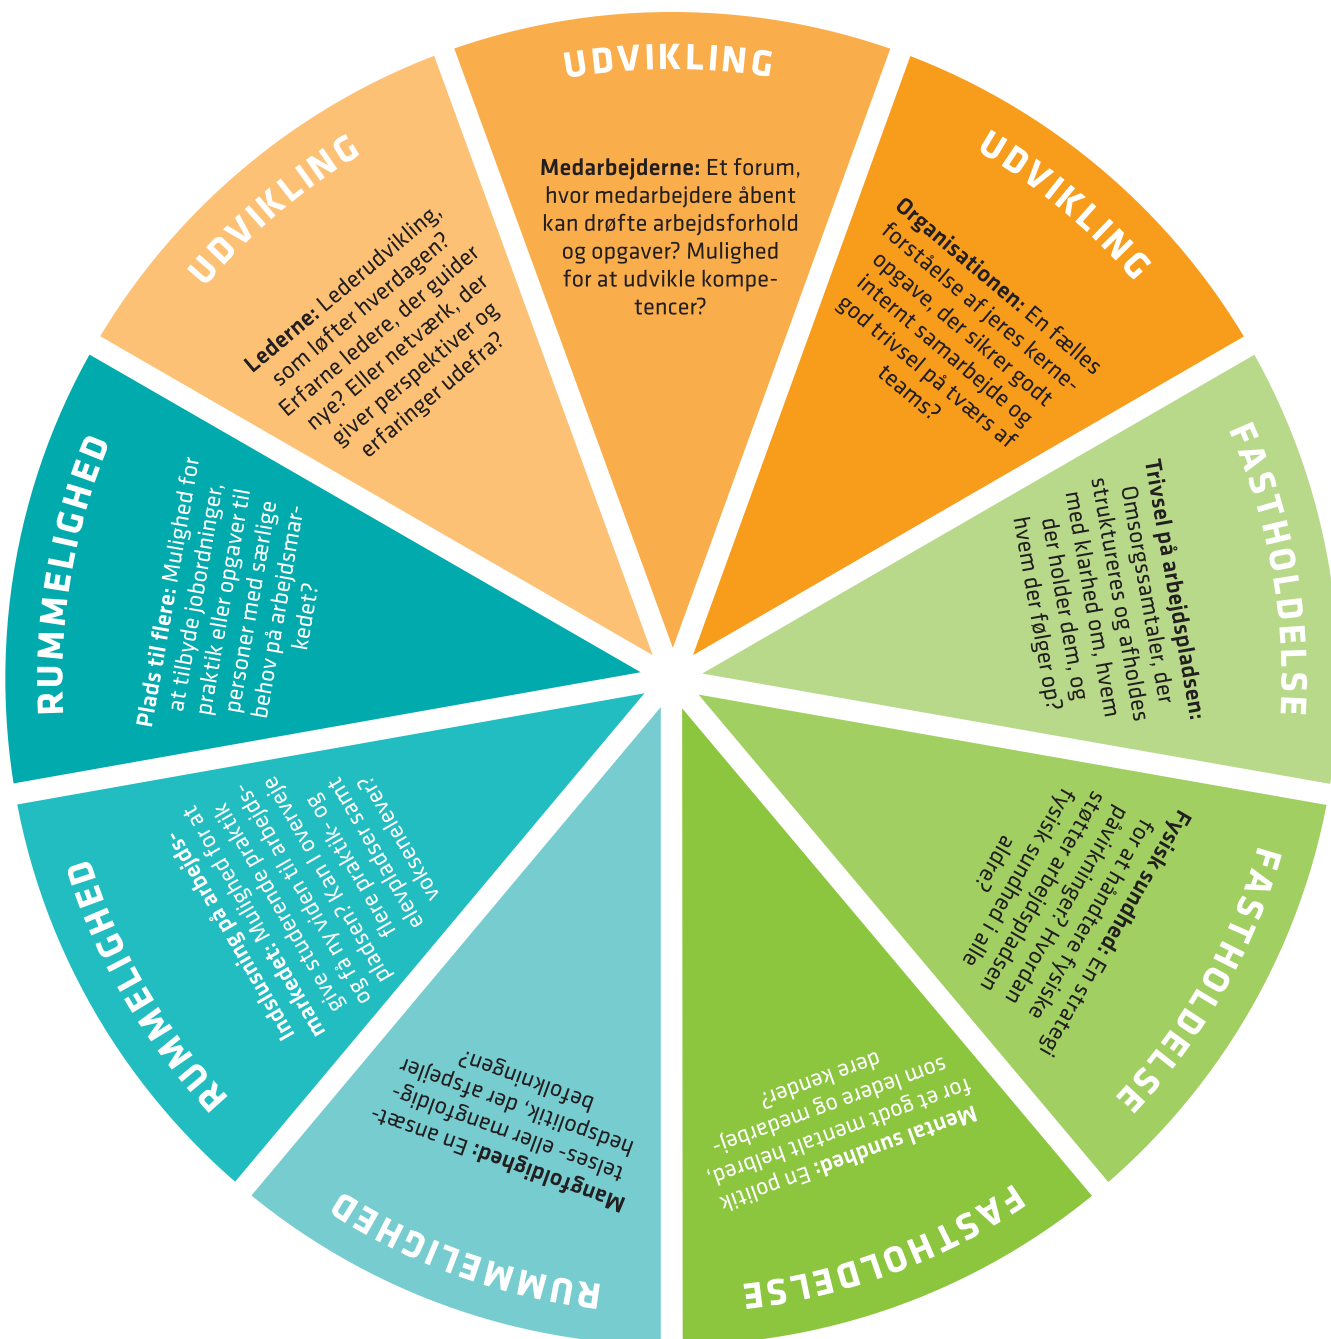 UDVIKLING
Medarbejderne: Et forum,
hvor medarbejdere åbent
kan drøfte arbejdsforhold
og opgaver? Mulighed
for at udvikle kompe-
tencer?
UDVIKLING
Organisationen: En fælles
forståelse af jeres kerne-
opgave, der sikrer godt
internt samarbejde og
god trivsel på tværs af
teams?
FASTHOLDELSE
Trivsel på arbejdspladsen:
Omsorgssamtaler, der
struktureres og afholdes
med klarhed om, hvem
der holder dem, og
hvem der følger op?
FASTHOLDELSE
Fysisk sundhed: En strategi
for at håndtere fysiske
påvirkninger? Hvordan
støtter arbejdspladsen
fysisk sundhed i alle
aldre?
FASTHOLDELSE
Mental sundhed: En politik
for et godt mentalt helbred,
som ledere og medarbej-
dere kender?
RUMMELIGHED
Mangfoldighed: En ansæt-
telses- eller mangfoldig-
hedspolitik, der afspejler
befolkningen?
RUMMELIGHED
Indslusning på arbejds-
markedet: Mulighed for at
give studerende praktik
og få ny viden til arbejds-
pladsen? Kan I overveje
flere praktik- og
elevpladser samt
voksenelever?
RUMMELIGHED
Plads til flere: Mulighed for
at tilbyde jobordninger,
praktik eller opgaver til
personer med særlige
behov på arbejdsmar-
kedet?
UDVIKLING
Lederne: Lederudvikling,
som løfter hverdagen?
Erfarne ledere, der guider
nye? Eller netværk, der
giver perspektiver og
erfaringer udefra?